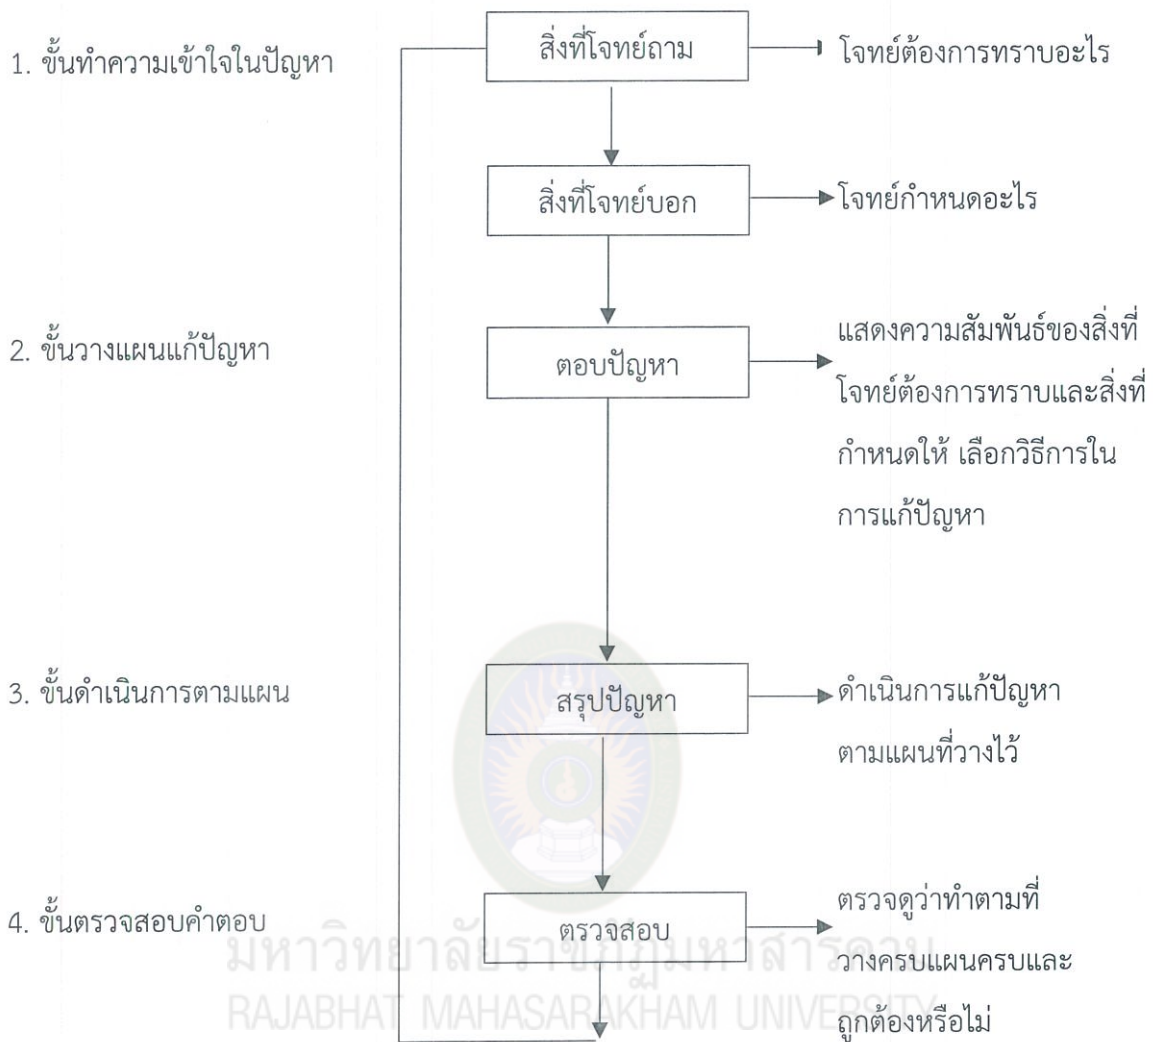 สิ่งที่โจทย์ถาม
1. ขั้นทำความเข้าใจในปัญหา
โจทย์ต้องการทราบอะไร
สิ่งที่โจทย์บอก
โจทย์กำหนดอะไร
2. ขั้นวางแผนแก้ปัญหา
ตอบปัญหา
แสดงความสัมพันธ์ของสิ่งที่
โจทย์ต้องการทราบและสิ่งที่
กำหนดให้ เลือกวิธีการใน
การแก้ปัญหา
3. ขั้นดำเนินการตามแผน
สรุปปัญหา
ดำเนินการแก้ปัญหา
ตามแผนที่วางไว้
4. ขั้นตรวจสอบคำตอบ
ตรวจสอบ
ตรวจดูว่าทำตามที่
วางครบแผนครบและ
ถูกต้องหรือไม่
มหาวิทยาลัยราชภัฏมหาสารคาม
RAJABHAT MAHASARAKHAM UNIVERSITY